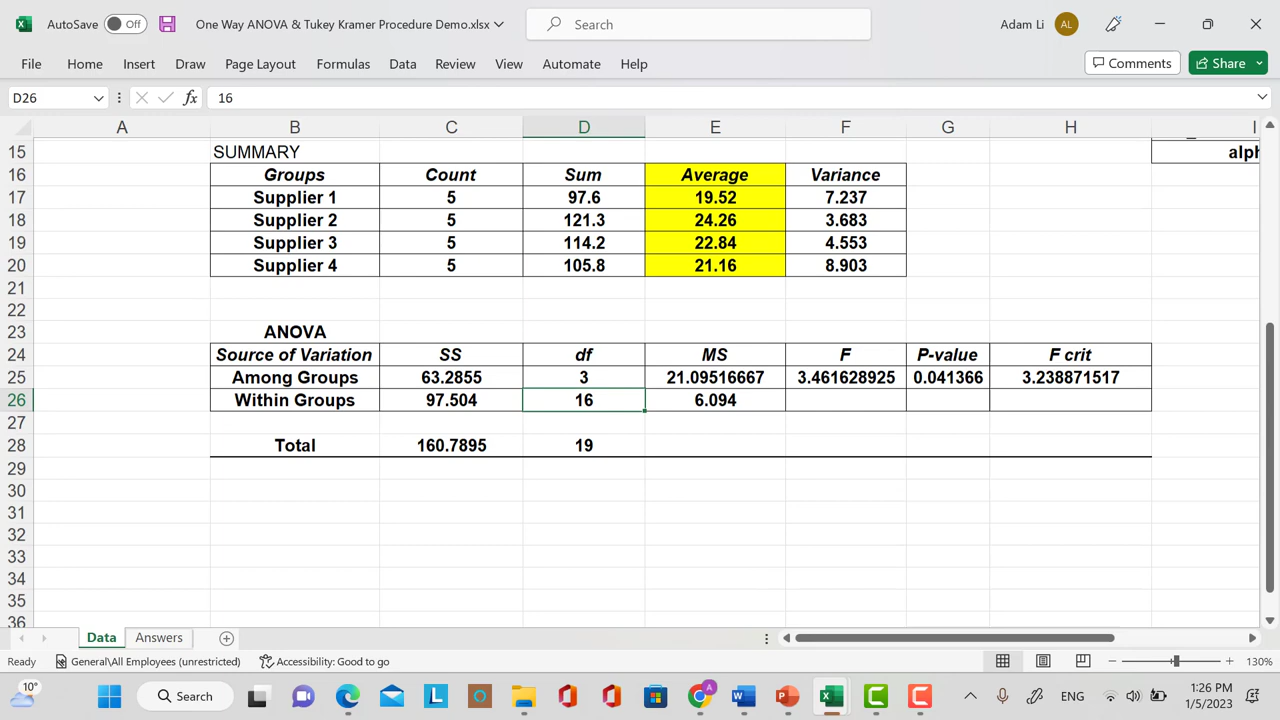 AutoSave Off One Way ANOVA & Tukey Kramer Procedure Demo.xlsx Search Adam Li AL
File Home Insert Draw Page Layout Formulas Data Review View Automate Help Comments Share
D26 fx 16
A B C D E F G H I
15 SUMMARY alph
16 Groups Count Sum Average Variance
17 Supplier 1 5 97.6 19.52 7.237
18 Supplier 2 5 121.3 24.26 3.683
19 Supplier 3 5 114.2 22.84 4.553
20 Supplier 4 5 105.8 21.16 8.903
21
22
23 ANOVA
24 Source of Variation SS df MS F P-value F crit
25 Among Groups 63.2855 3 21.09516667 3.461628925 0.041366 3.238871517
26 Within Groups 97.504 16 6.094
27
28 Total 160.7895 19
29
30
31
32
33
34
35
36
Data Answers
Ready General\All Employees (unrestricted) Accessibility: Good to go 130%
10° Search L A W P X C C ENG 1:26 PM
1/5/2023